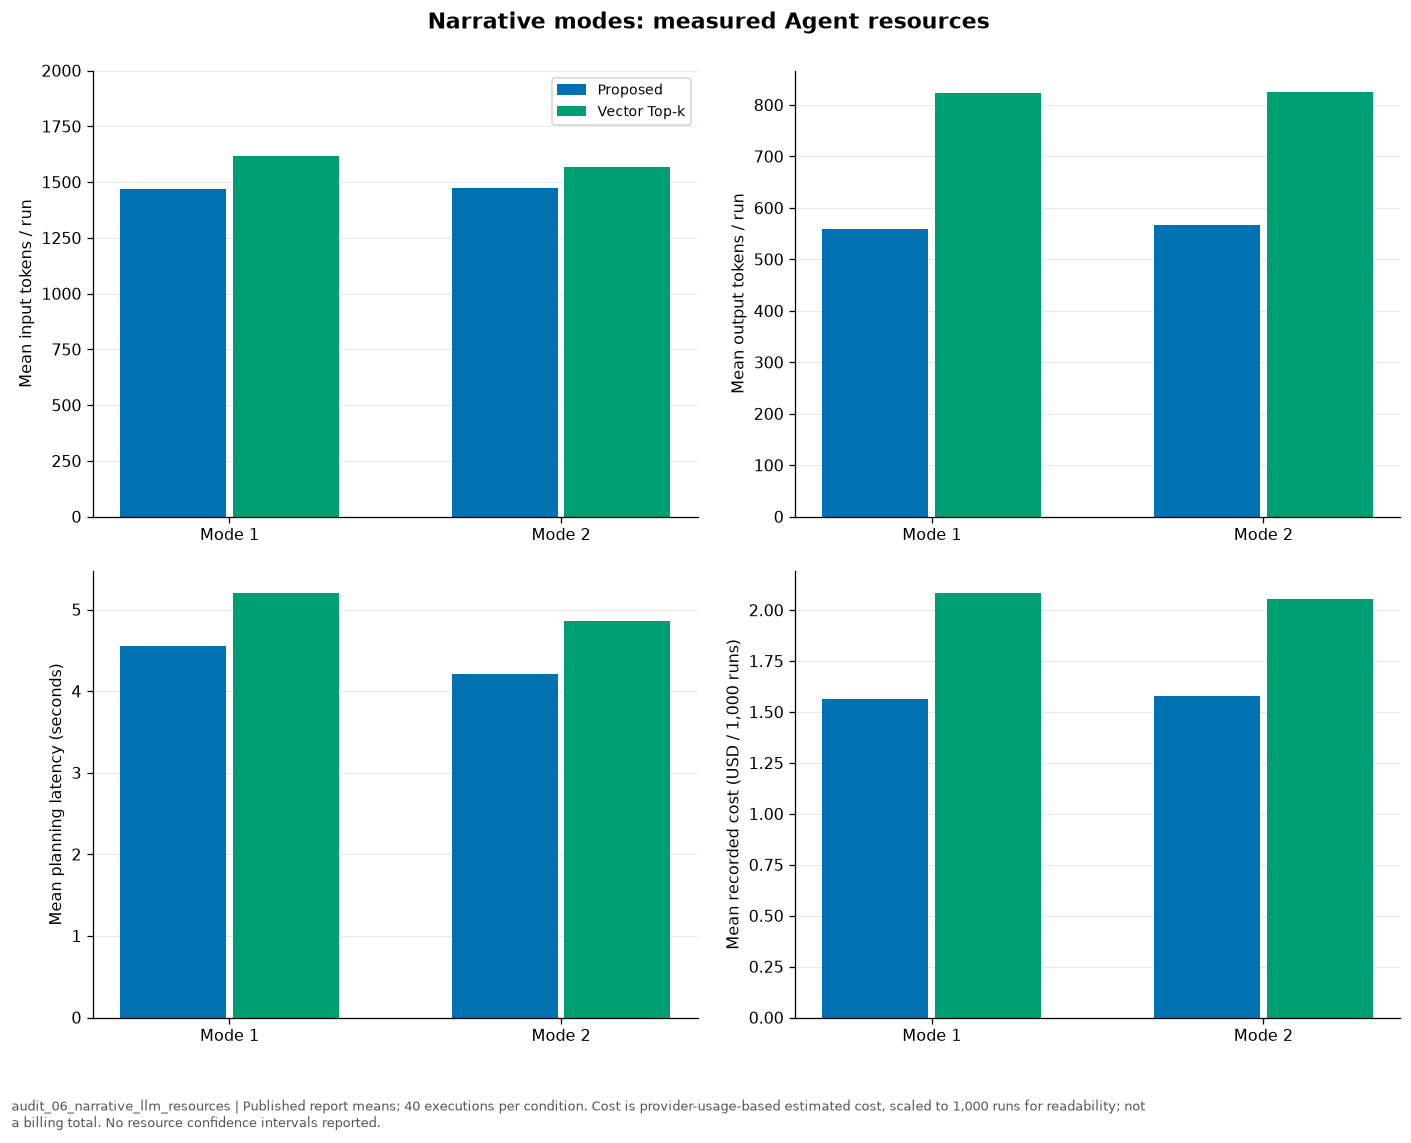 Narrative modes: measured Agent resources
Proposed
Vector Top-k
Mean input tokens / run
2000
1750
1500
1250
1000
750
500
250
0
Mode 1
Mode 2
Mean output tokens / run
800
700
600
500
400
300
200
100
0
Mode 1
Mode 2
Mean planning latency (seconds)
5
4
3
2
1
0
Mode 1
Mode 2
Mean recorded cost (USD / 1,000 runs)
2.00
1.75
1.50
1.25
1.00
0.75
0.50
0.25
0.00
Mode 1
Mode 2
audit_06_narrative_llm_resources | Published report means; 40 executions per condition. Cost is provider-usage-based estimated cost, scaled to 1,000 runs for readability; not
a billing total. No resource confidence intervals reported.